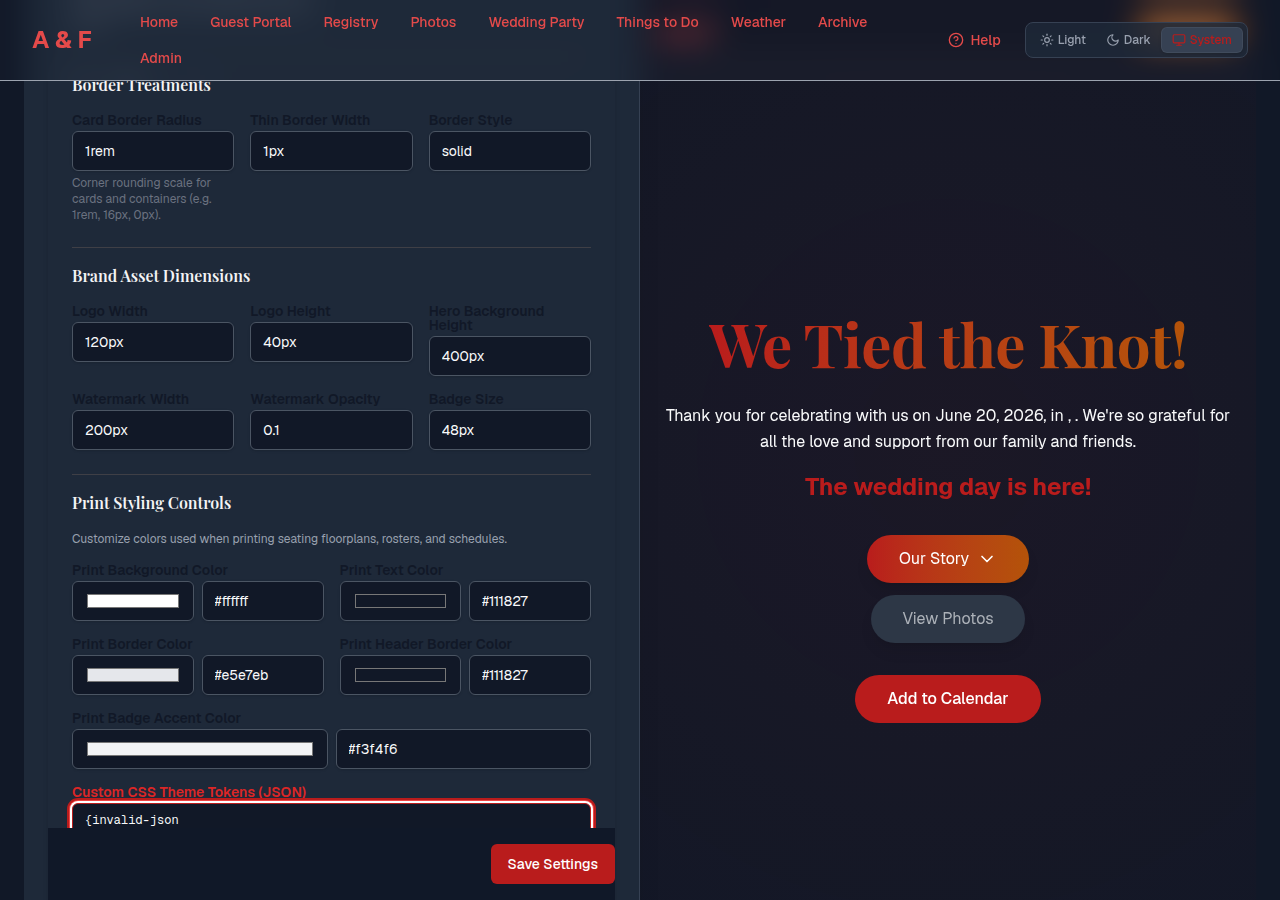 A & F
Home Guest Portal Registry Photos Wedding Party Things to Do Weather Archive
Admin
Help
Light Dark System
Border Treatments
Card Border Radius Thin Border Width Border Style
1rem 1px solid
Corner rounding scale for
cards and containers (e.g.
1rem, 16px, 0px).
Brand Asset Dimensions
Logo Width Logo Height Hero Background
Height
120px 40px 400px
Watermark Width Watermark Opacity Badge Size
200px 0.1 48px
Print Styling Controls
Customize colors used when printing seating floorplans, rosters, and schedules.
Print Background Color Print Text Color
#ffffff #111827
Print Border Color Print Header Border Color
#e5e7eb #111827
Print Badge Accent Color
#f3f4f6
Custom CSS Theme Tokens (JSON)
{invalid-json
Save Settings
We Tied the Knot!
Thank you for celebrating with us on June 20, 2026, in , . We're so grateful for
all the love and support from our family and friends.
The wedding day is here!
Our Story
View Photos
Add to Calendar